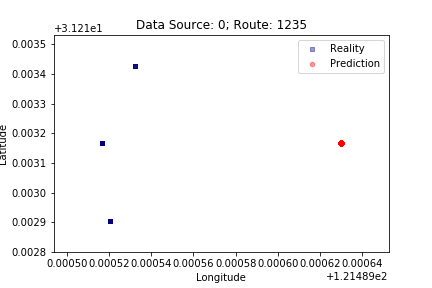 Data Source: 0; Route: 1235
+3.121e1
Reality
Prediction
0.0035
0.0034
0.0033
0.0032
0.0031
0.0030
0.0029
0.0028
Latitude
0.00050 0.00052 0.00054 0.00056 0.00058 0.00060 0.00062 0.00064
Longitude
+1.21489e2